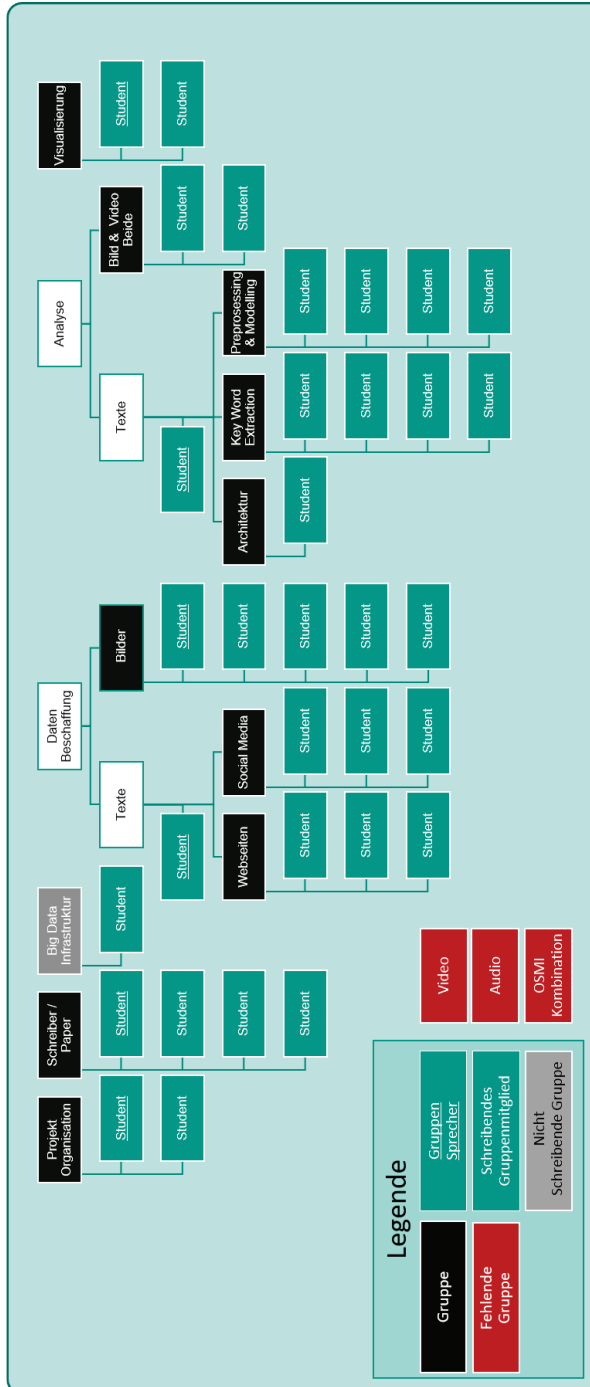 Projekt
Organisation
Student
Student
Schreiber /
Paper
Student
Student
Student
Student
Big Data
Infrastruktur
Student
Daten
Beschaffung
Texte
Student
Webseiten
Student
Student
Student
Social Media
Student
Student
Student
Bilder
Student
Student
Student
Student
Student
Analyse
Texte
Student
Architektur
Student
Key Word
Extraction
Student
Student
Student
Student
Preprosessing
& Modelling
Student
Student
Student
Student
Bild & Video
Beide
Student
Student
Visualisierung
Student
Student
Legende
Gruppe
Gruppen
Sprecher
Fehlende
Gruppe
Schreibendes
Gruppenmitglied
Nicht
Schreibende Gruppe
Video
Audio
OSMI
Kombination